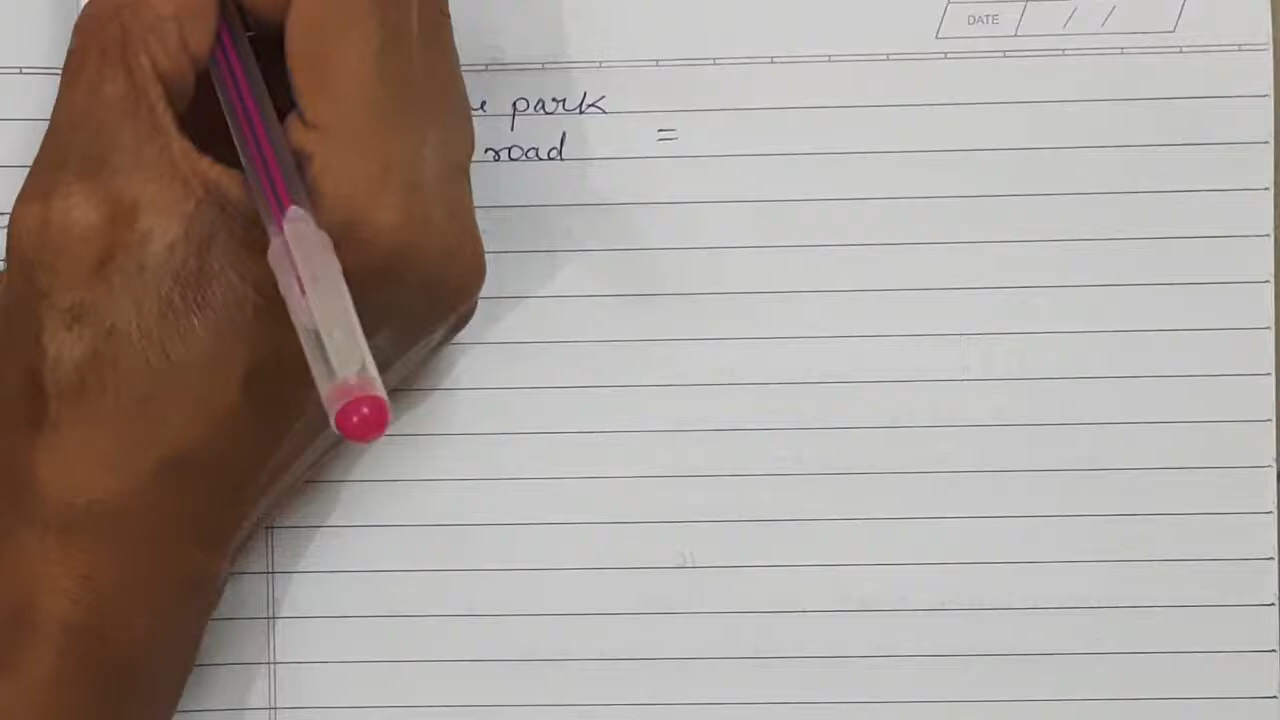 DATE / /
park
road =